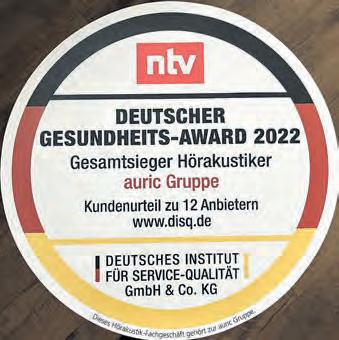 ntv
DEUTSCHER
GESUNDHEITS-AWARD 2022
Gesamtsieger Hörakustiker
auric Gruppe
Kundenurteil zu 12 Anbietern
www.disq.de
DEUTSCHES INSTITUT
FÜR SERVICE-QUALITÄT
GmbH & Co. KG
Dieses Hörakustik-Fachgeschäft gehört zur auric Gruppe.